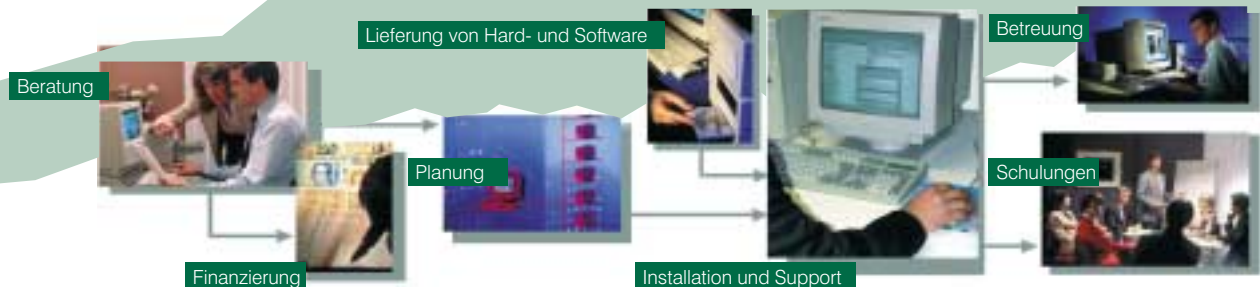 Beratung
Finanzierung
Planung
Lieferung von Hard- und Software
Installation und Support
Betreuung
Schulungen